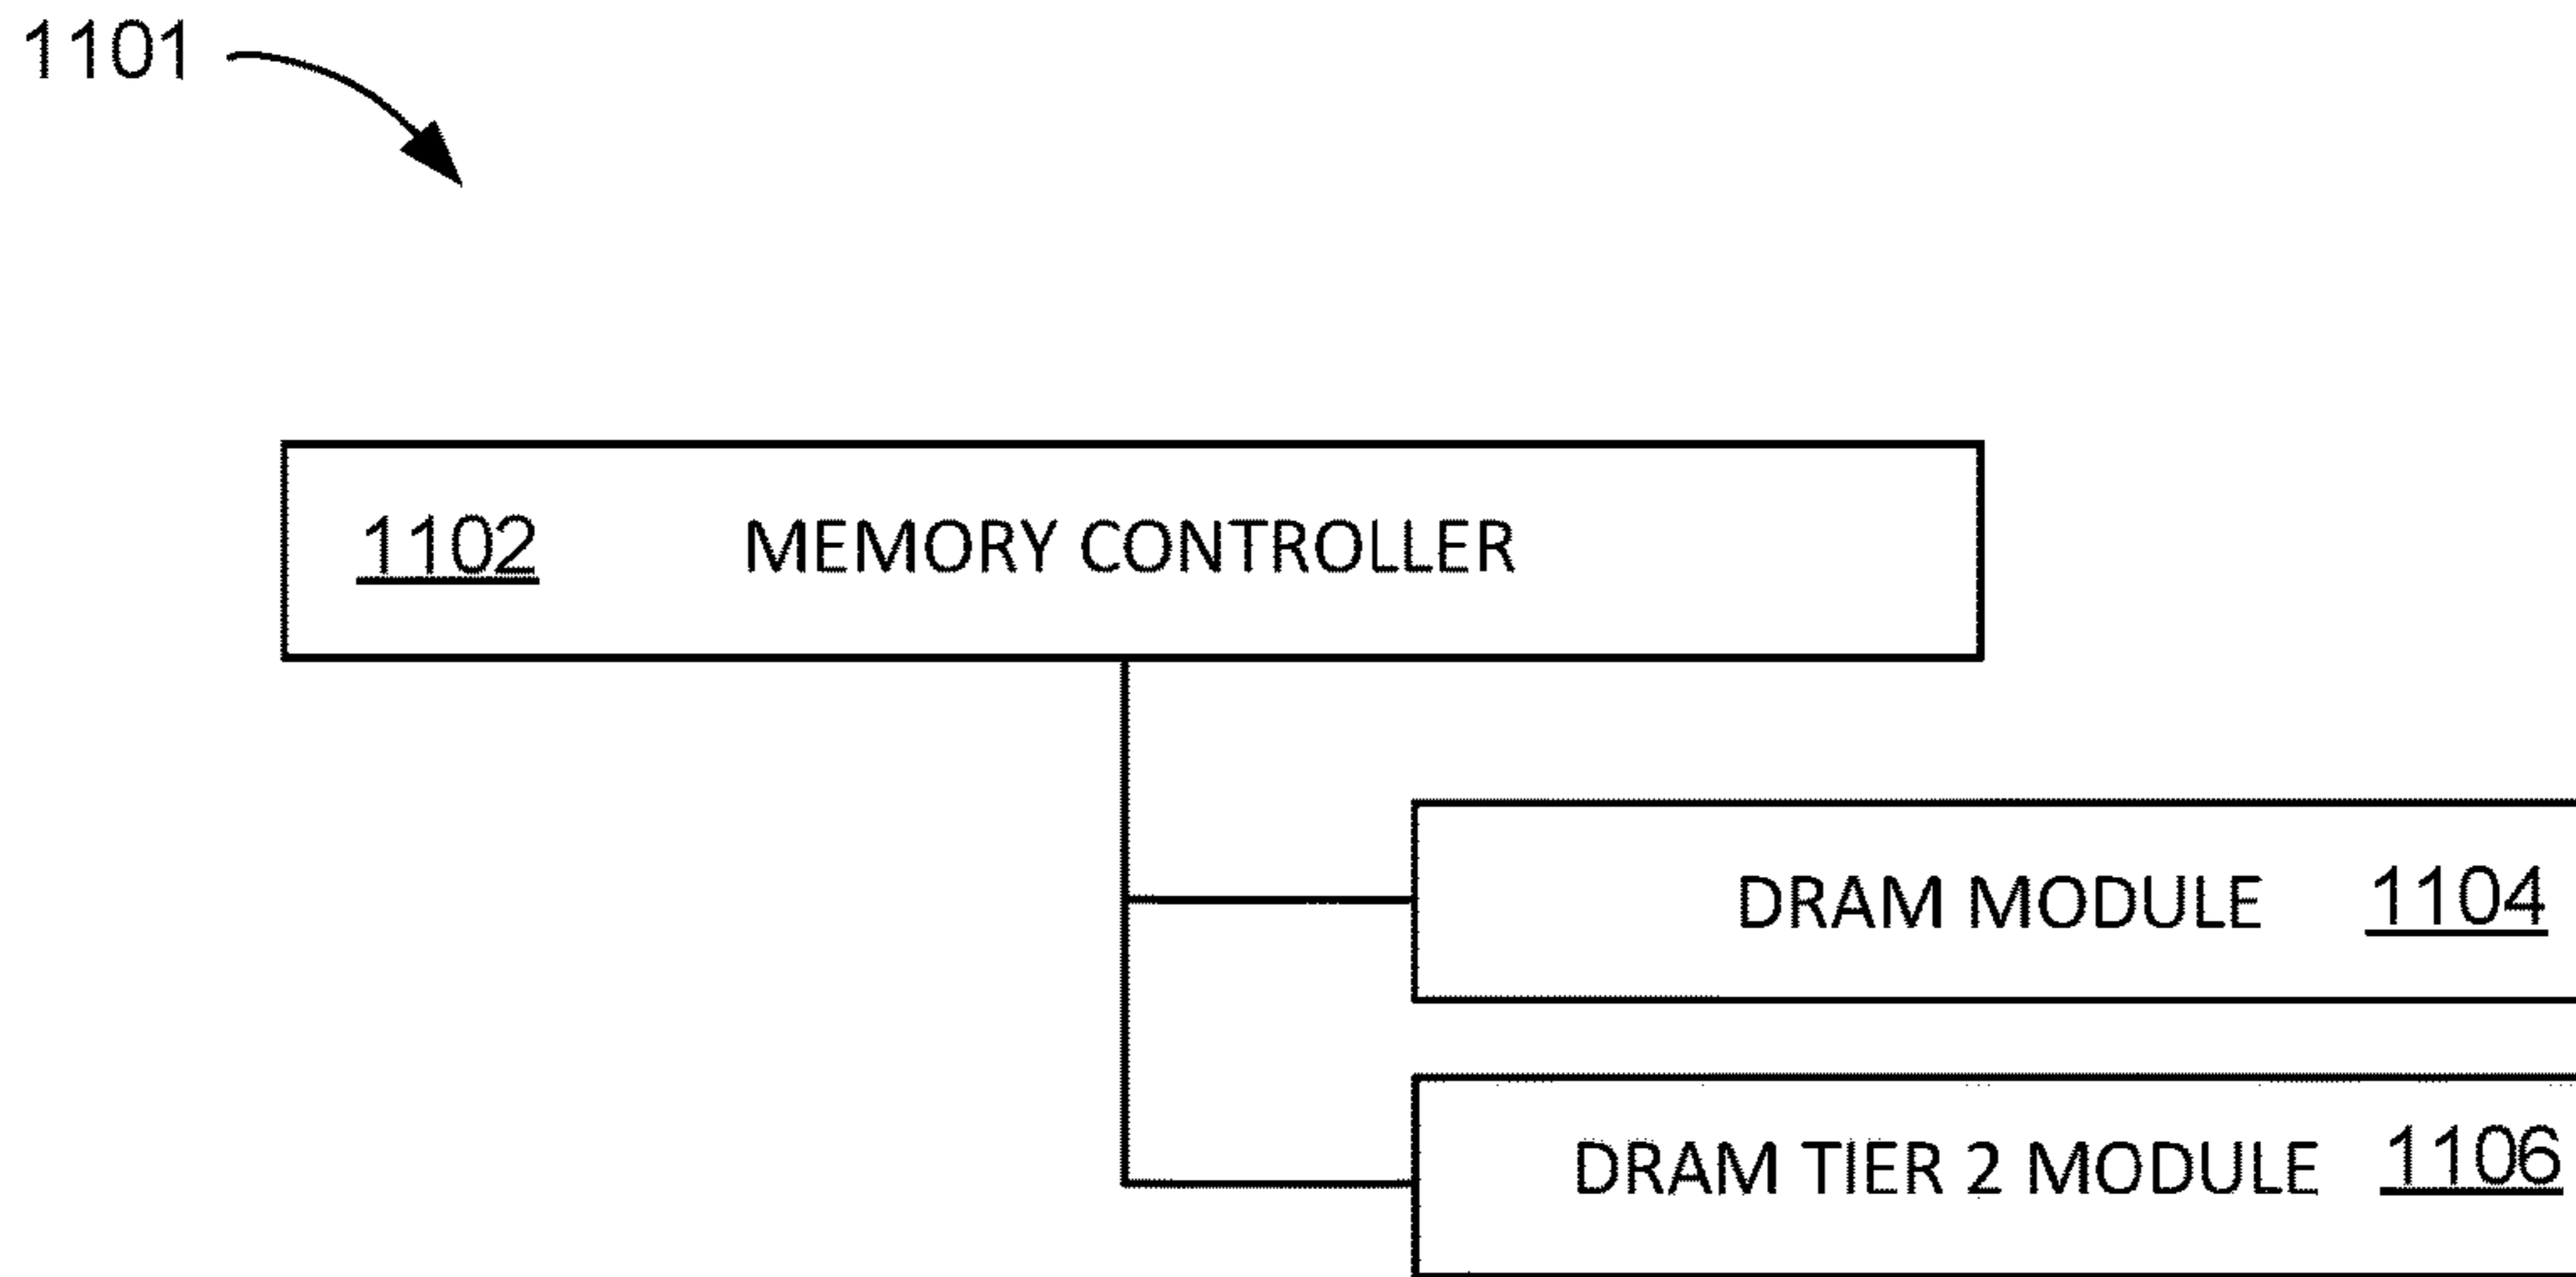 1101
1102 MEMORY CONTROLLER
DRAM MODULE 1104
DRAM TIER 2 MODULE 1106